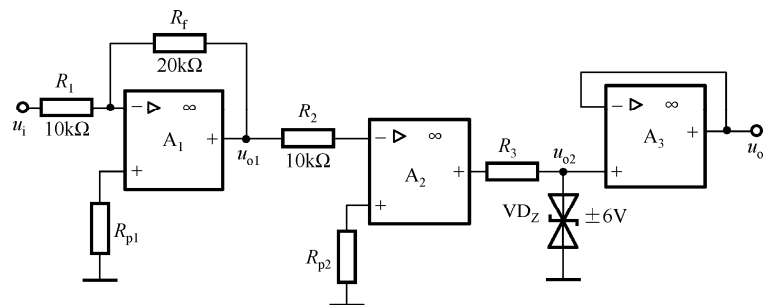 R_f
20kΩ
R_1
10kΩ
u_i
− ▷ ∞
+
A_1
+
u_o1
R_p1
R_2
10kΩ
− ▷ ∞
+
A_2
+
R_p2
R_3
u_o2
VD_Z
±6V
− ▷ ∞
+
A_3
+
u_o